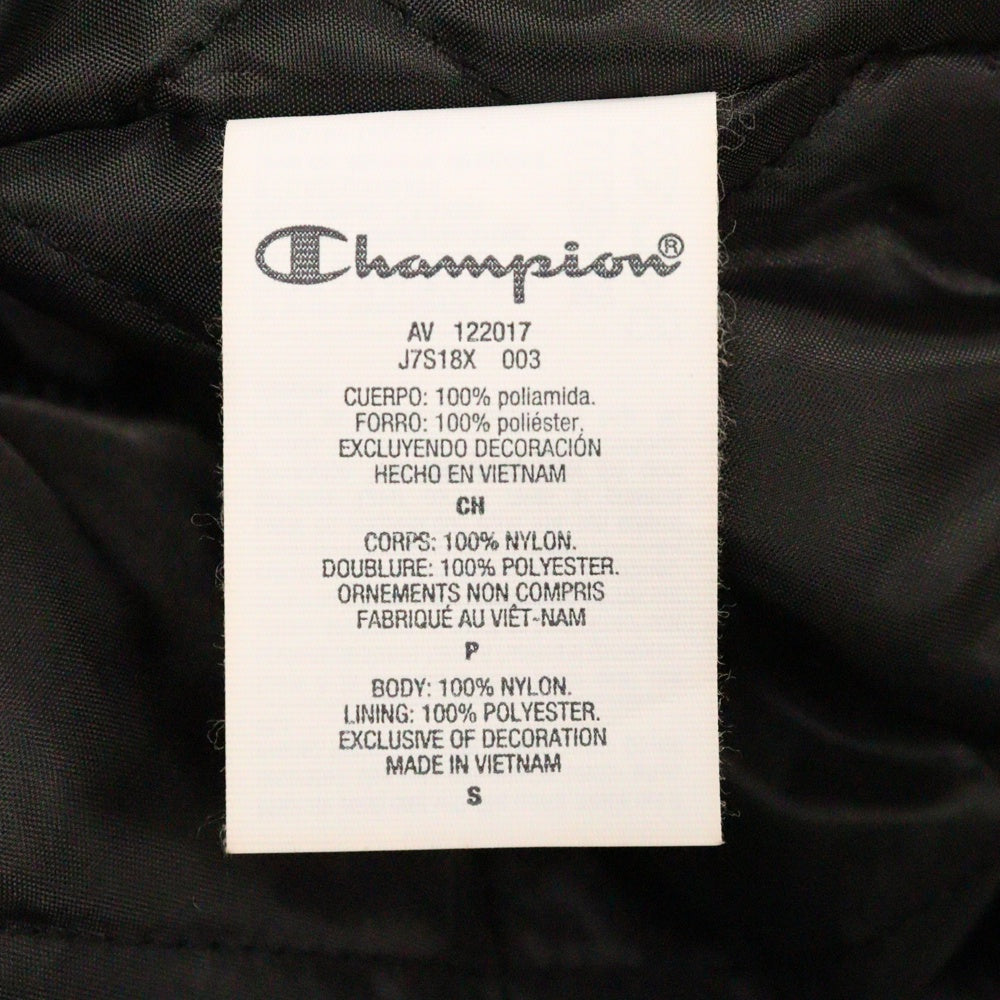 Champion®
AV 122017
J7S18X 003
CUERPO: 100% poliamida.
FORRO: 100% poliéster.
EXCLUYENDO DECORACIÓN
HECHO EN VIETNAM
CH
CORPS: 100% NYLON.
DOUBLURE: 100% POLYESTER.
ORNEMENTS NON COMPRIS
FABRIQUÉ AU VIÊT-NAM
P
BODY: 100% NYLON.
LINING: 100% POLYESTER.
EXCLUSIVE OF DECORATION
MADE IN VIETNAM
S